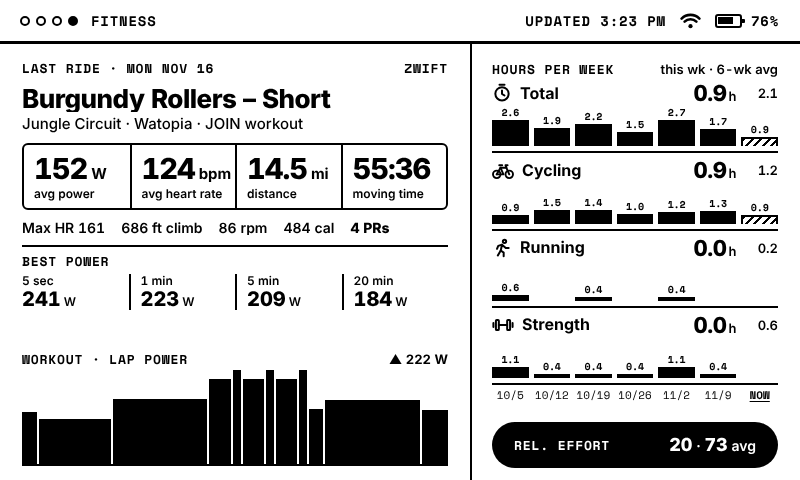 FITNESS
UPDATED 3:23 PM 76%
LAST RIDE · MON NOV 16 ZWIFT
Burgundy Rollers – Short
Jungle Circuit · Watopia · JOIN workout
152 W 124 bpm 14.5 mi 55:36
avg power avg heart rate distance moving time
Max HR 161 686 ft climb 86 rpm 484 cal 4 PRs
BEST POWER
5 sec 1 min 5 min 20 min
241 W 223 W 209 W 184 W
WORKOUT · LAP POWER ▲ 222 W
HOURS PER WEEK this wk · 6-wk avg
Total 0.9 h 2.1
2.6 1.9 2.2 1.5 2.7 1.7 0.9
Cycling 0.9 h 1.2
0.9 1.5 1.4 1.0 1.2 1.3 0.9
Running 0.0 h 0.2
0.6 0.4 0.4
Strength 0.0 h 0.6
1.1 0.4 0.4 0.4 1.1 0.4
10/5 10/12 10/19 10/26 11/2 11/9 NOW
REL. EFFORT 20 · 73 avg